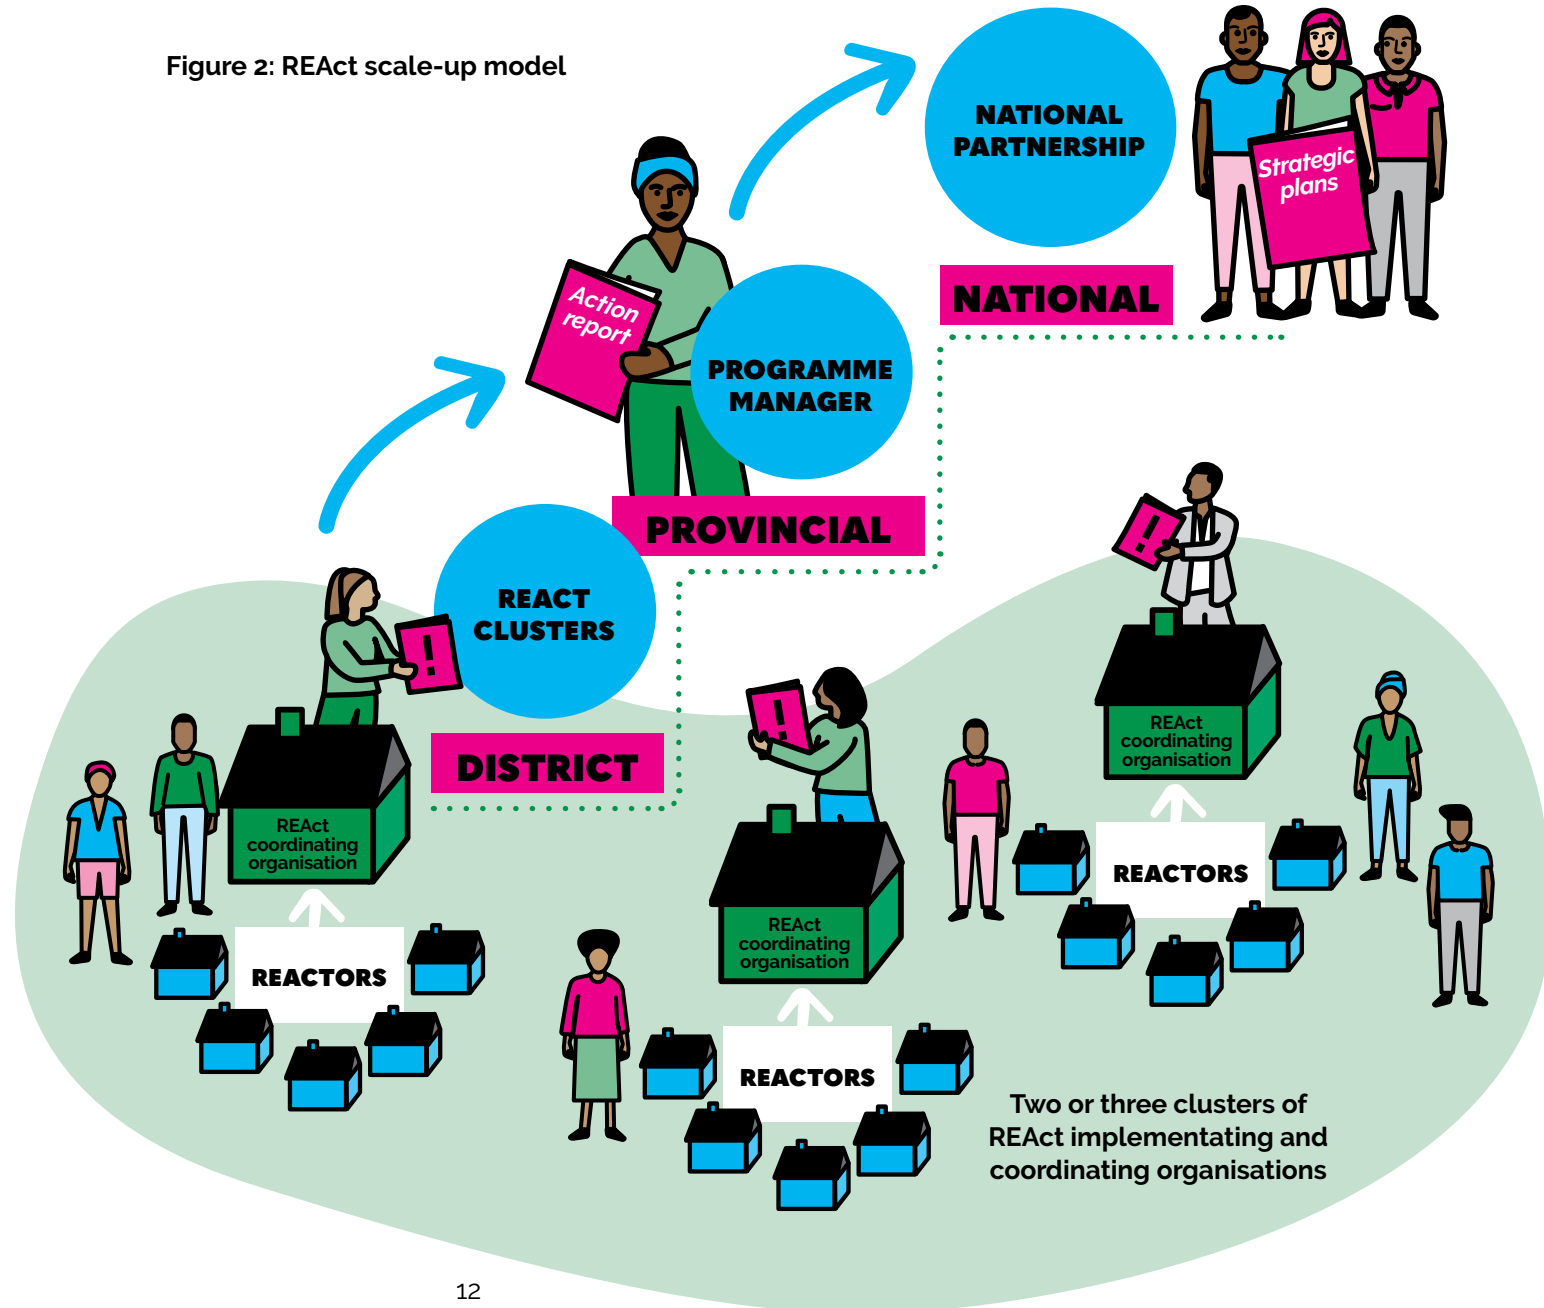 Figure 2: REAct scale-up model
NATIONAL
PARTNERSHIP
Strategic
plans
NATIONAL
Action
report
PROGRAMME
MANAGER
PROVINCIAL
REACT
CLUSTERS
!
DISTRICT
REAct
coordinating
organisation
REACTORS
!
REAct
coordinating
organisation
REACTORS
!
REAct
coordinating
organisation
REACTORS
Two or three clusters of
REAct implementating and
coordinating organisations
12